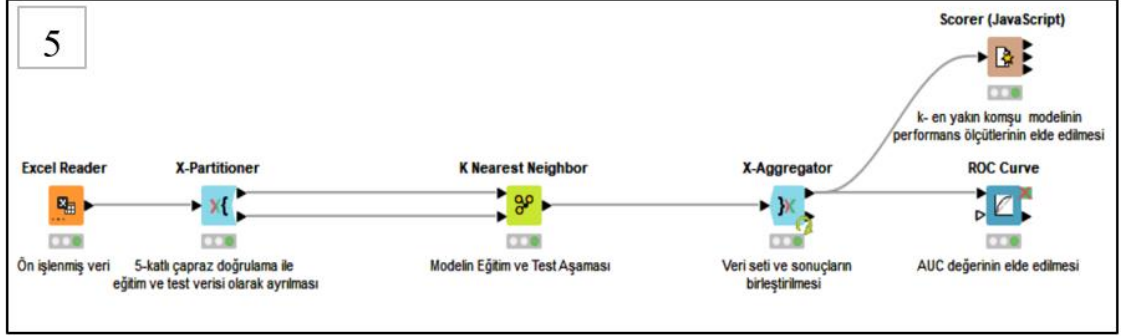 5
Scorer (JavaScript)
k- en yakın komşu modelinin
performans ölçütlerinin elde edilmesi
Excel Reader
Ön işlenmiş veri
X-Partitioner
5-katlı çapraz doğrulama ile
eğitim ve test verisi olarak ayrılması
K Nearest Neighbor
Modelin Eğitim ve Test Aşaması
X-Aggregator
Veri seti ve sonuçların
birleştirilmesi
ROC Curve
AUC değerinin elde edilmesi